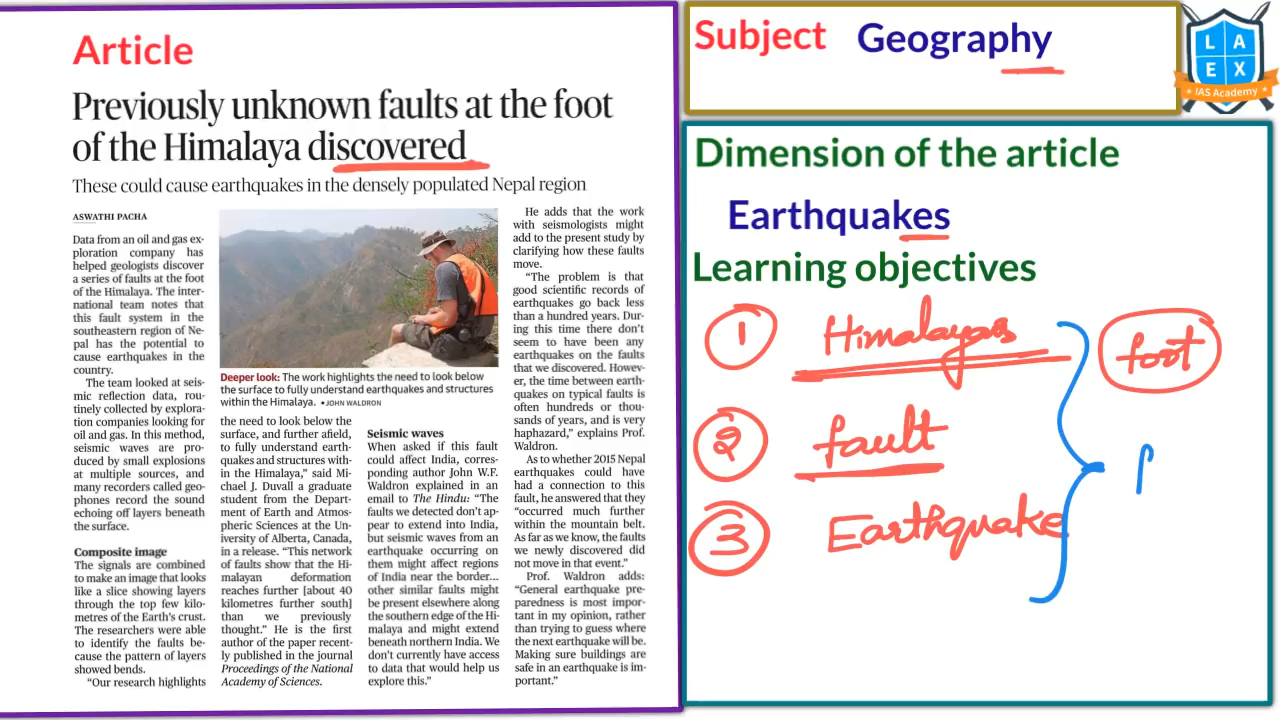 Article
Previously unknown faults at the foot
of the Himalaya discovered
These could cause earthquakes in the densely populated Nepal region
ASWATHI PACHA
Data from an oil and gas ex-
ploration company has
helped geologists discover
a series of faults at the foot
of the Himalaya. The inter-
national team notes that
this fault system in the
southeastern region of Ne-
pal has the potential to
cause earthquakes in the
country.
The team looked at seis-
mic reflection data, rou-
tinely collected by explora-
tion companies looking for
oil and gas. In this method,
seismic waves are pro-
duced by small explosions
at multiple sources, and
many recorders called geo-
phones record the sound
echoing off layers beneath
the surface.
Composite image
The signals are combined
to make an image that looks
like a slice showing layers
through the top few kilo-
metres of the Earth's crust.
The researchers were able
to identify the faults be-
cause the pattern of layers
showed bends.
"Our research highlights
Deeper look: The work highlights the need to look below
the surface to fully understand earthquakes and structures
within the Himalaya. • JOHN WALDRON
the need to look below the
surface, and further afield,
to fully understand earth-
quakes and structures with-
in the Himalaya," said Mi-
chael J. Duvall a graduate
student from the Depart-
ment of Earth and Atmos-
pheric Sciences at the Un-
iversity of Alberta, Canada,
in a release. "This network
of faults show that the Hi-
malayan deformation
reaches further [about 40
kilometres further south]
than we previously
thought." He is the first
author of the paper recent-
ly published in the journal
Proceedings of the National
Academy of Sciences.
Seismic waves
When asked if this fault
could affect India, corres-
ponding author John W.F.
Waldron explained in an
email to The Hindu: "The
faults we detected don't ap-
pear to extend into India,
but seismic waves from an
earthquake occurring on
them might affect regions
of India near the border...
other similar faults might
be present elsewhere along
the southern edge of the Hi-
malaya and might extend
beneath northern India. We
don't currently have access
to data that would help us
explore this."
He adds that the work
with seismologists might
add to the present study by
clarifying how these faults
move.
"The problem is that
good scientific records of
earthquakes go back less
than a hundred years. Dur-
ing this time there don't
seem to have been any
earthquakes on the faults
that we discovered. Howev-
er, the time between earth-
quakes on typical faults is
often hundreds or thou-
sands of years, and is very
haphazard," explains Prof.
Waldron.
As to whether 2015 Nepal
earthquakes could have
had a connection to this
fault, he answered that they
"occurred much further
within the mountain belt.
As far as we know, the faults
we newly discovered did
not move in that event."
Prof. Waldron adds:
"General earthquake pre-
paredness is most impor-
tant in my opinion, rather
than trying to guess where
the next earthquake will be.
Making sure buildings are
safe in an earthquake is im-
portant."
Subject Geography
LA
EX
IAS Academy
Dimension of the article
Earthquakes
Learning objectives
1 Himalayas
foot
2 fault
3 Earthquake